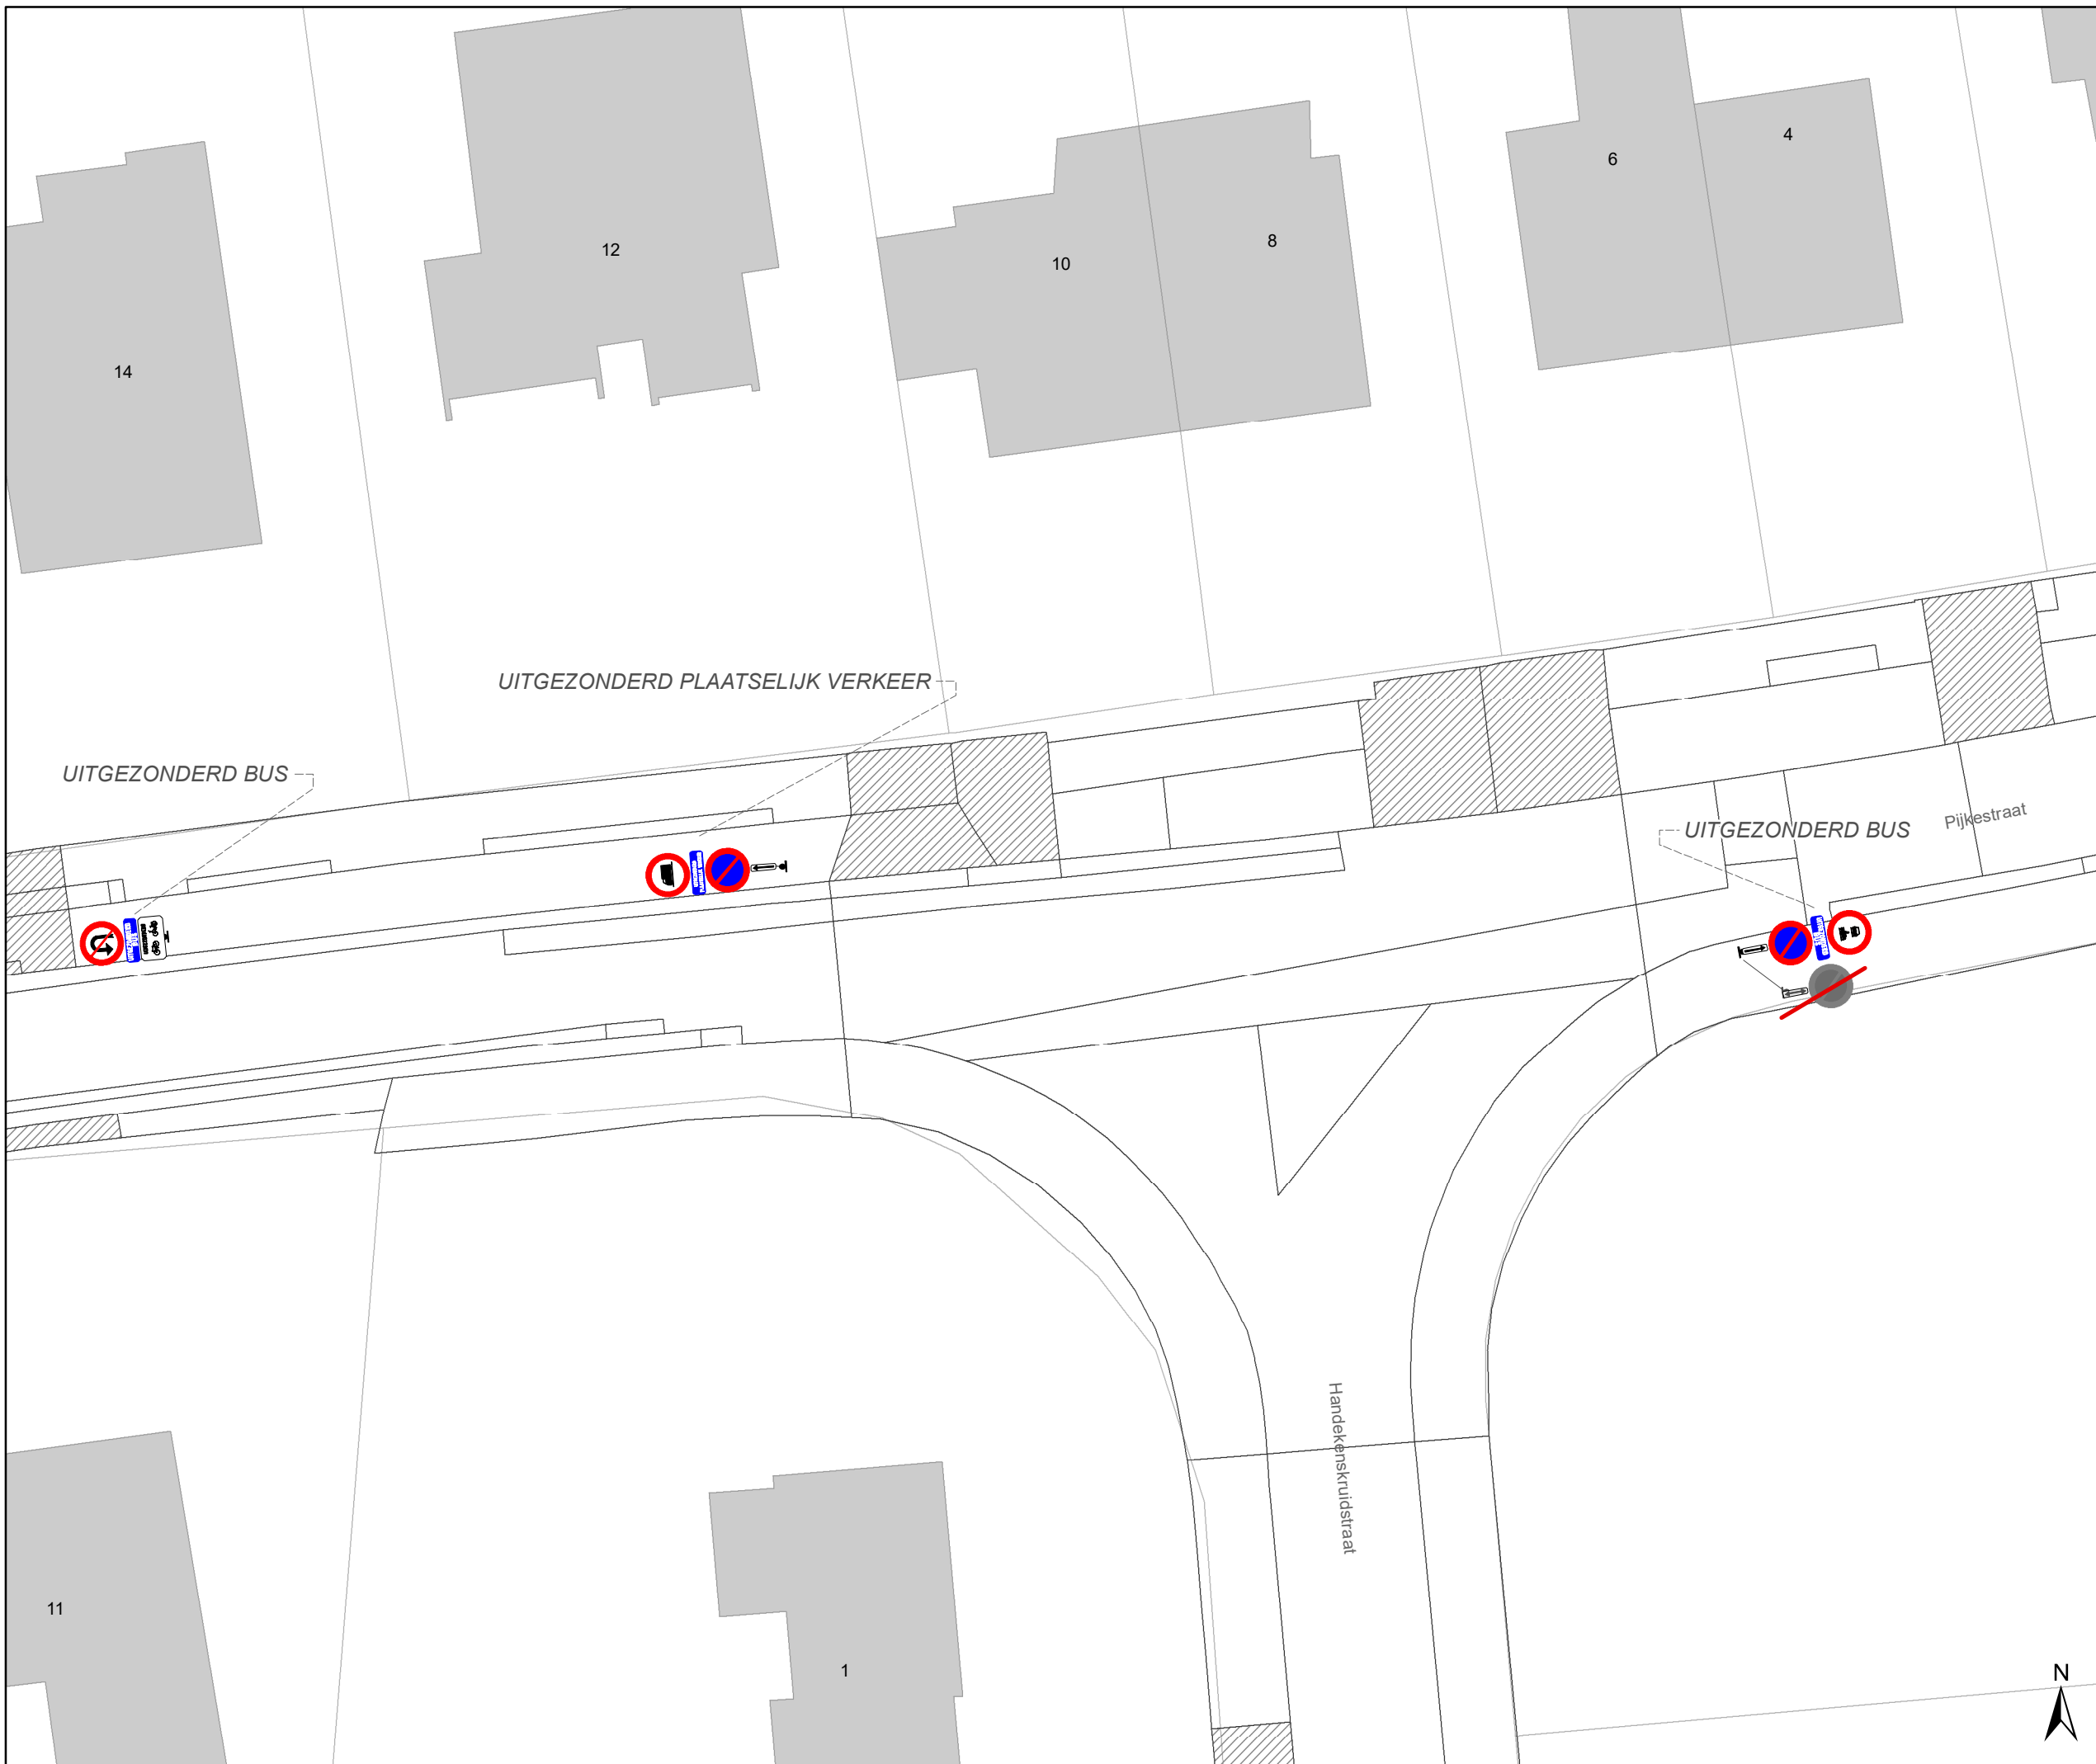 4
6
8
12
10
14
UITGEZONDERD PLAATSELIJK VERKEER
UITGEZONDERD BUS
Pijkestraat
UITGEZONDERD BUS
Handekenskruidstraat
11
1
N